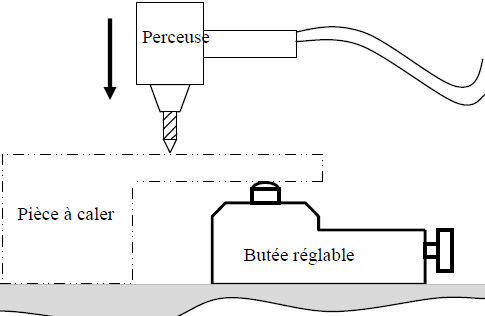 Perceuse
Pièce à caler
Butée réglable